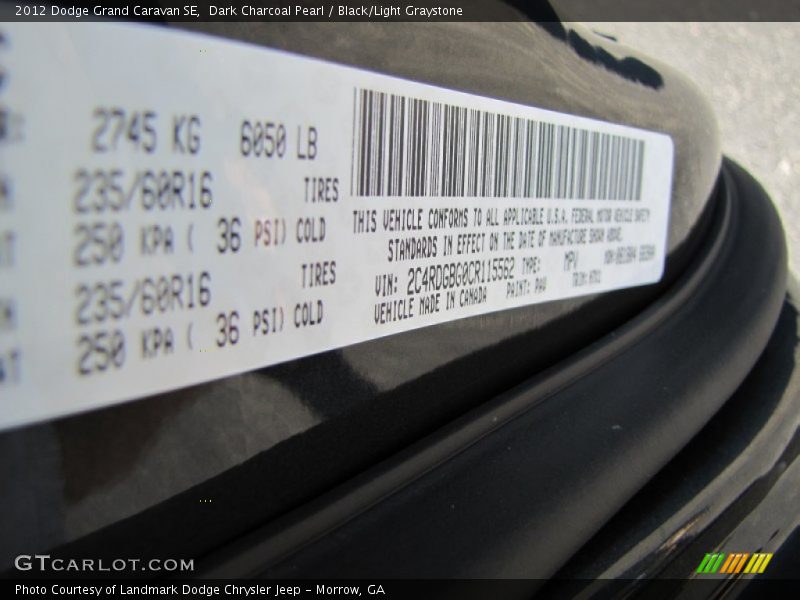 2012 Dodge Grand Caravan SE, Dark Charcoal Pearl / Black/Light Graystone
2745 KG 6050 LB
235/60R16 TIRES
250 KPA ( 36 PSI) COLD
235/60R16 TIRES
250 KPA ( 36 PSI) COLD
THIS VEHICLE CONFORMS TO ALL APPLICABLE U.S.A. FEDERAL MOTOR VEHICLE SAFETY
STANDARDS IN EFFECT ON THE DATE OF MANUFACTURE SHOWN ABOVE.
VIN: 2C4RDGBG0CR115562 TYPE: MPV
VEHICLE MADE IN CANADA PAINT: PAU TRIM:
GTCARLOT.COM
Photo Courtesy of Landmark Dodge Chrysler Jeep - Morrow, GA